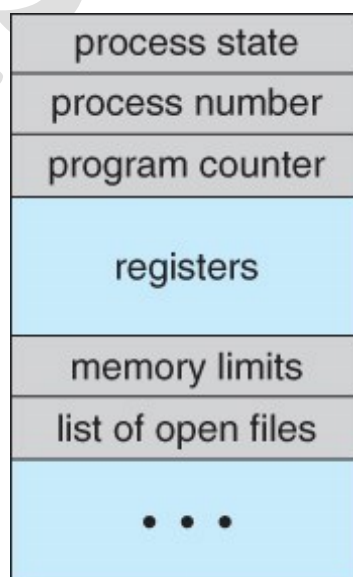 process state
process number
program counter
registers
memory limits
list of open files
• • •